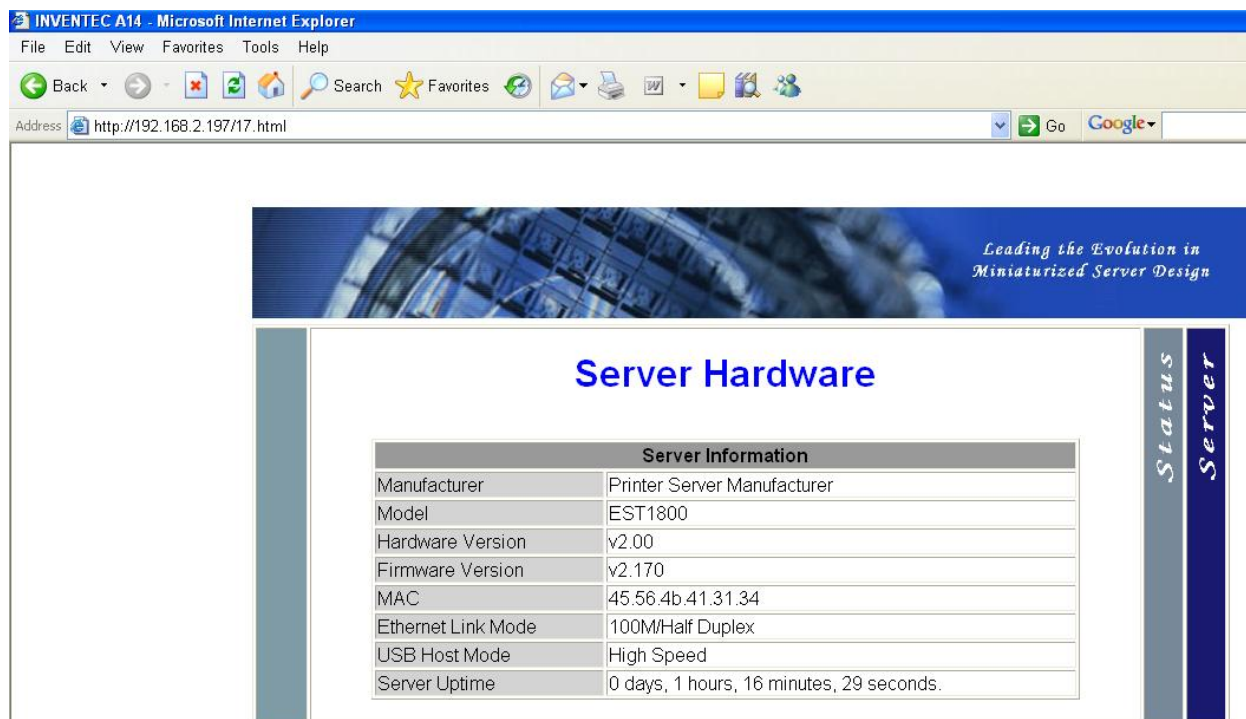 INVENTEC A14 - Microsoft Internet Explorer
File Edit View Favorites Tools Help
Back Search Favorites
Address http://192.168.2.197/17.html Go Google
Leading the Evolution in
Miniaturized Server Design
Server Hardware
Server Information
Manufacturer Printer Server Manufacturer
Model EST1800
Hardware Version v2.00
Firmware Version v2.170
MAC 45.56.4b.41.31.34
Ethernet Link Mode 100M/Half Duplex
USB Host Mode High Speed
Server Uptime 0 days, 1 hours, 16 minutes, 29 seconds.
Status
Server